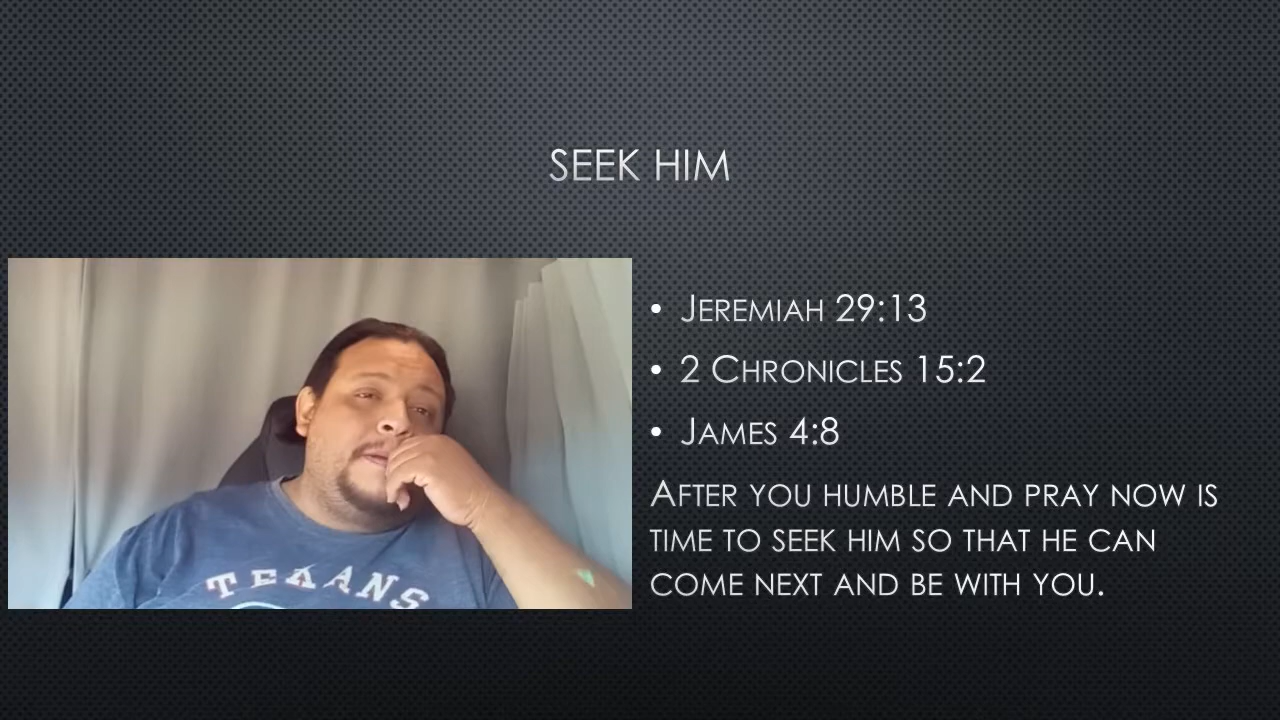 SEEK HIM
• JEREMIAH 29:13
• 2 CHRONICLES 15:2
• JAMES 4:8
AFTER YOU HUMBLE AND PRAY NOW IS
TIME TO SEEK HIM SO THAT HE CAN
COME NEXT AND BE WITH YOU.
TEXANS